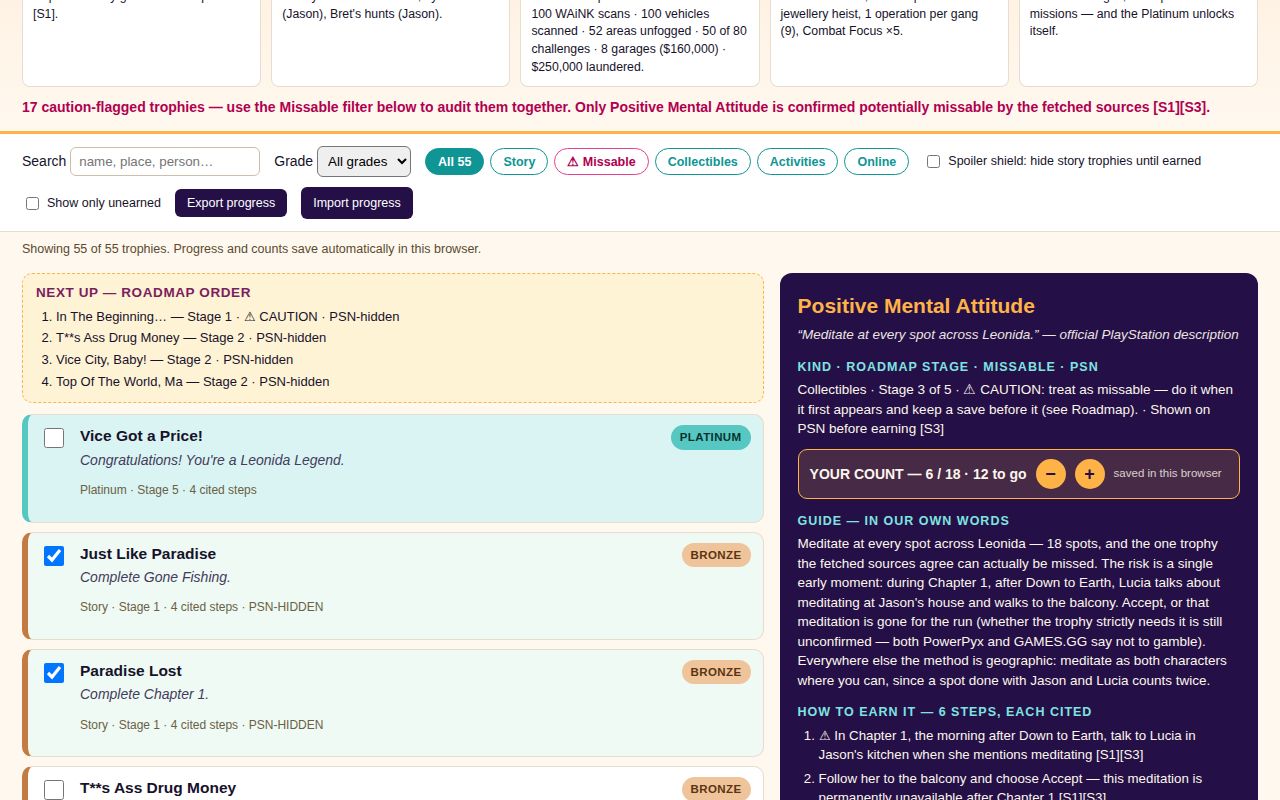 [S1].
(Jason), Bret's hunts (Jason).
100 WAiNK scans · 100 vehicles
scanned · 52 areas unfogged · 50 of 80
challenges · 8 garages ($160,000) ·
$250,000 laundered.
jewellery heist, 1 operation per gang
(9), Combat Focus ×5.
missions — and the Platinum unlocks
itself.
17 caution-flagged trophies — use the Missable filter below to audit them together. Only Positive Mental Attitude is confirmed potentially missable by the fetched sources [S1][S3].
Search name, place, person… Grade All grades All 55 Story ⚠ Missable Collectibles Activities Online Spoiler shield: hide story trophies until earned
Show only unearned Export progress Import progress
Showing 55 of 55 trophies. Progress and counts save automatically in this browser.
NEXT UP — ROADMAP ORDER
1. In The Beginning… — Stage 1 · ⚠ CAUTION · PSN-hidden
2. T**s Ass Drug Money — Stage 2 · PSN-hidden
3. Vice City, Baby! — Stage 2 · PSN-hidden
4. Top Of The World, Ma — Stage 2 · PSN-hidden
Vice Got a Price! PLATINUM
Congratulations! You're a Leonida Legend.
Platinum · Stage 5 · 4 cited steps
Just Like Paradise BRONZE
Complete Gone Fishing.
Story · Stage 1 · 4 cited steps · PSN-HIDDEN
Paradise Lost BRONZE
Complete Chapter 1.
Story · Stage 1 · 4 cited steps · PSN-HIDDEN
T**s Ass Drug Money BRONZE
Positive Mental Attitude
“Meditate at every spot across Leonida.” — official PlayStation description
KIND · ROADMAP STAGE · MISSABLE · PSN
Collectibles · Stage 3 of 5 · ⚠ CAUTION: treat as missable — do it when
it first appears and keep a save before it (see Roadmap). · Shown on
PSN before earning [S3]
YOUR COUNT — 6 / 18 · 12 to go − + saved in this browser
GUIDE — IN OUR OWN WORDS
Meditate at every spot across Leonida — 18 spots, and the one trophy
the fetched sources agree can actually be missed. The risk is a single
early moment: during Chapter 1, after Down to Earth, Lucia talks about
meditating at Jason's house and walks to the balcony. Accept, or that
meditation is gone for the run (whether the trophy strictly needs it is still
unconfirmed — both PowerPyx and GAMES.GG say not to gamble).
Everywhere else the method is geographic: meditate as both characters
where you can, since a spot done with Jason and Lucia counts twice.
HOW TO EARN IT — 6 STEPS, EACH CITED
1. ⚠ In Chapter 1, the morning after Down to Earth, talk to Lucia in
Jason's kitchen when she mentions meditating [S1][S3]
2. Follow her to the balcony and choose Accept — this meditation is
permanently unavailable after Chapter 1 [S1][S3]